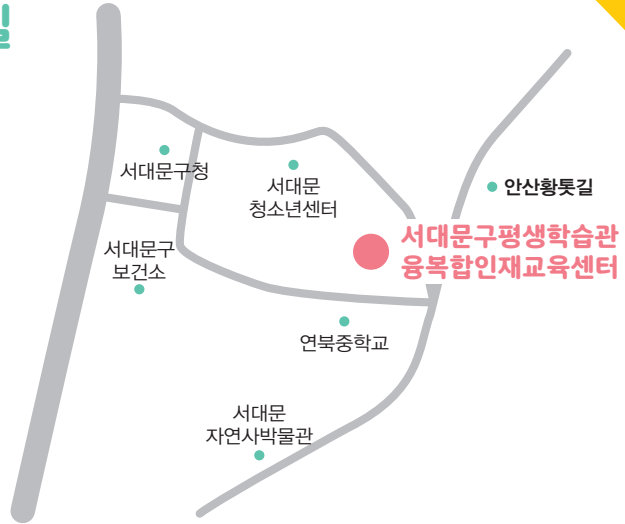 길
서대문구청
서대문
청소년센터
안산황톳길
서대문구평생학습관
융복합인재교육센터
서대문구
보건소
연북중학교
서대문
자연사박물관